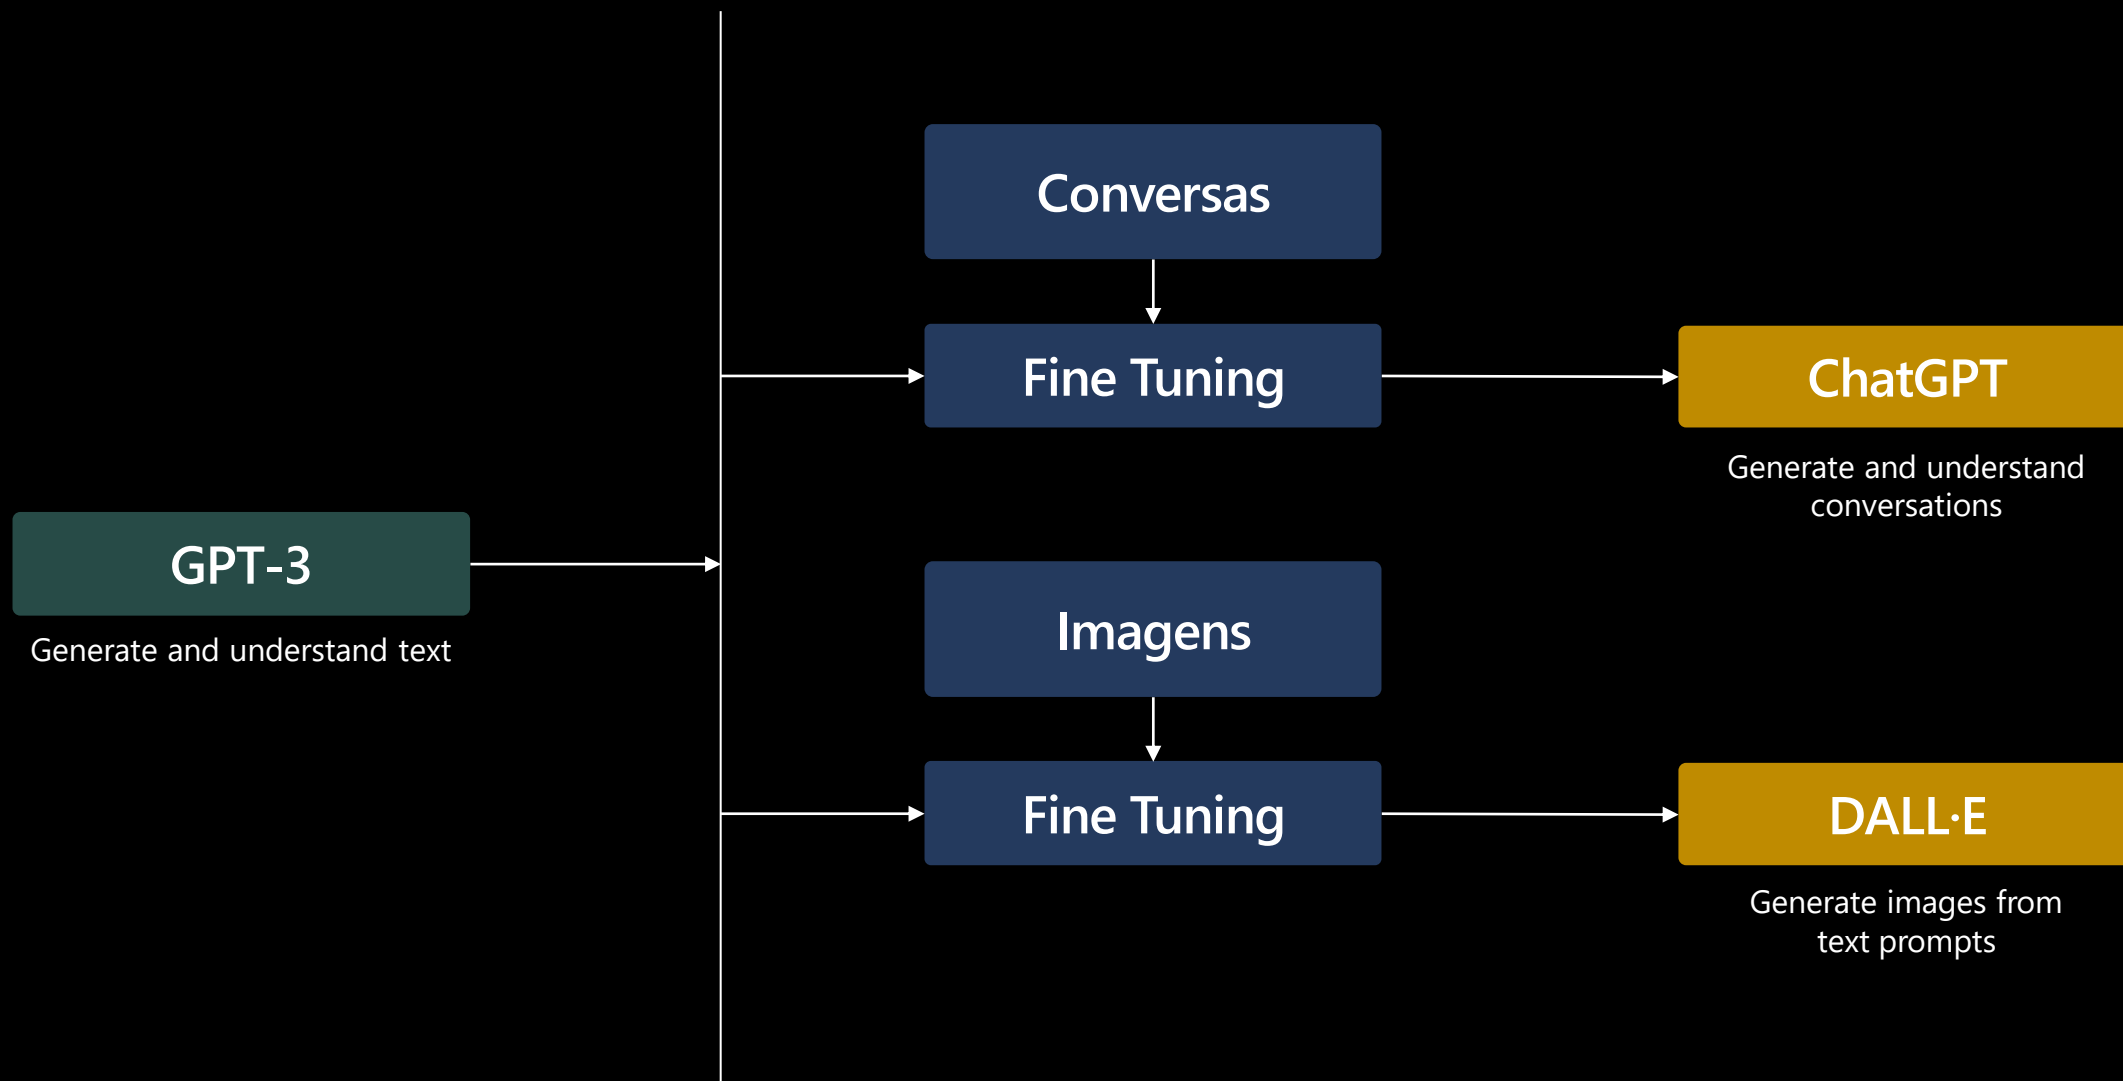 GPT-3
Generate and understand text
Conversas
Fine Tuning
ChatGPT
Generate and understand
conversations
Imagens
Fine Tuning
DALL·E
Generate images from
text prompts